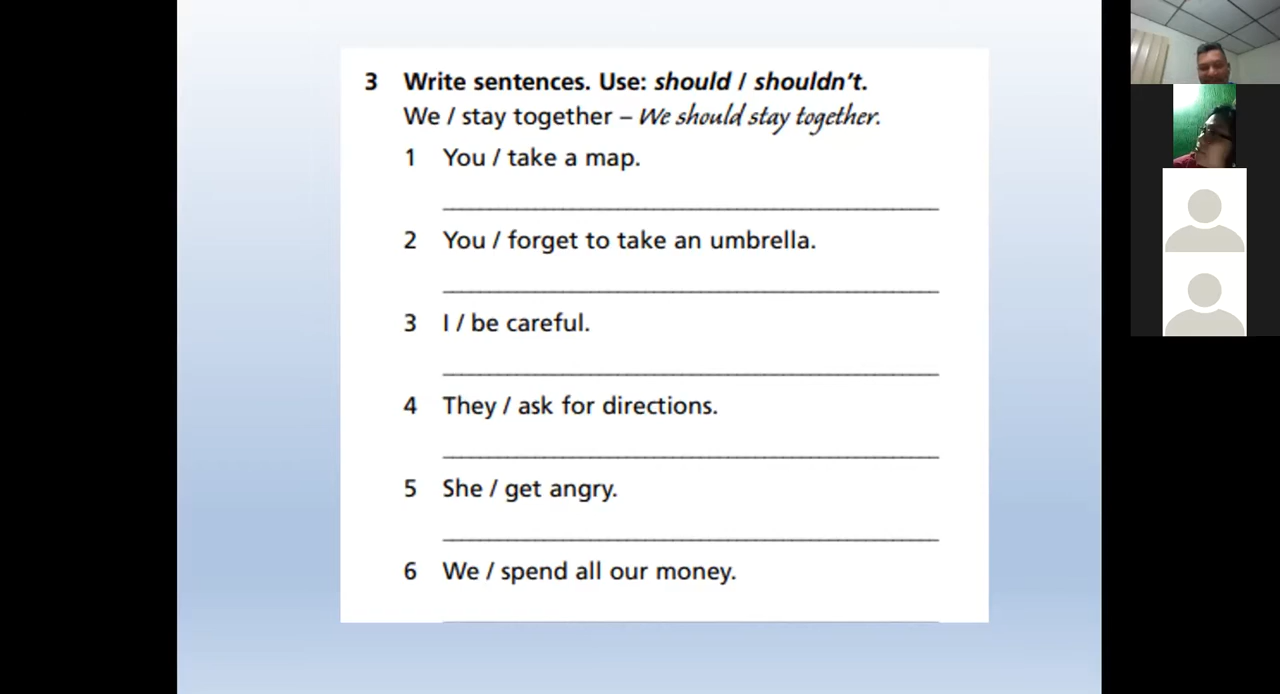 3 Write sentences. Use: should / shouldn't.
We / stay together – We should stay together.
1 You / take a map.
2 You / forget to take an umbrella.
3 I / be careful.
4 They / ask for directions.
5 She / get angry.
6 We / spend all our money.